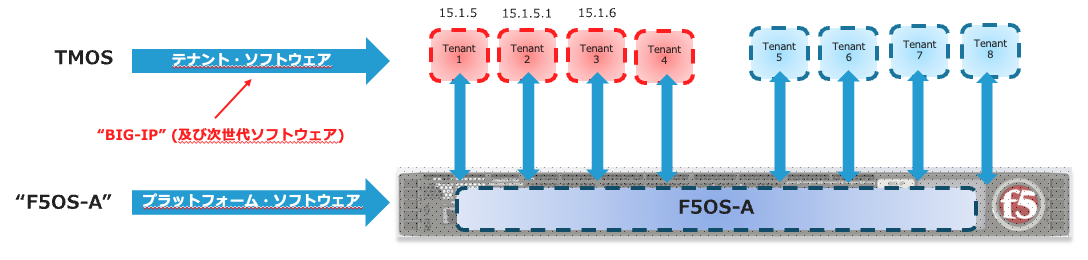 15.1.5 15.1.5.1 15.1.6
TMOS
テナント・ソフトウェア
Tenant
1
Tenant
2
Tenant
3
Tenant
4
Tenant
5
Tenant
6
Tenant
7
Tenant
8
“BIG-IP” (及び次世代ソフトウェア)
“F5OS-A”
プラットフォーム・ソフトウェア
F5OS-A
f5